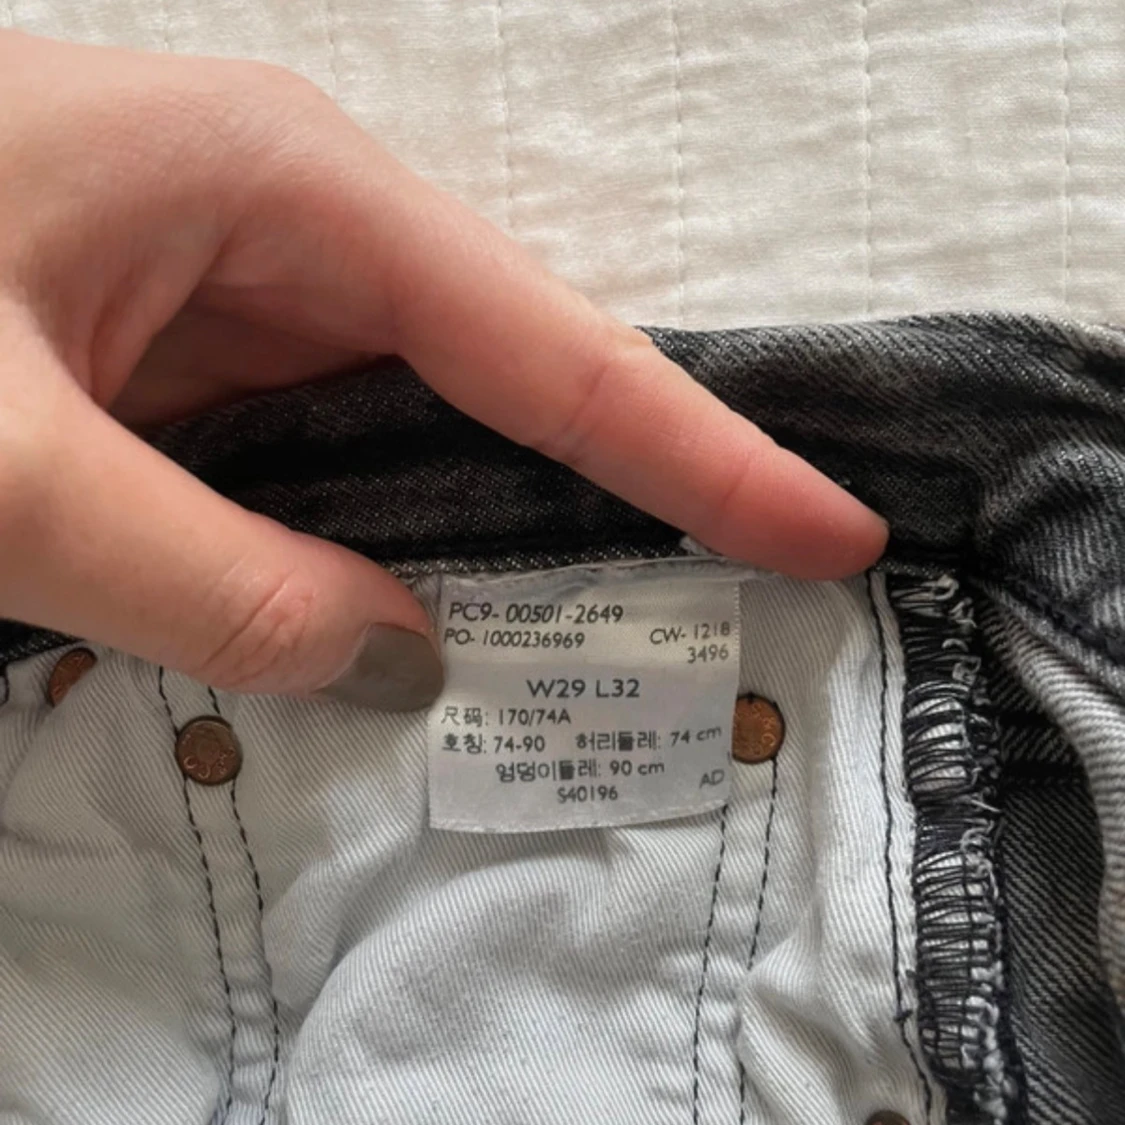 PC9- 00501-2649
PO- 1000236969 CW- 1218
3496
W29 L32
尺码: 170/74A
호칭: 74-90 허리둘레: 74 cm
엉덩이둘레: 90 cm
AD
S40196